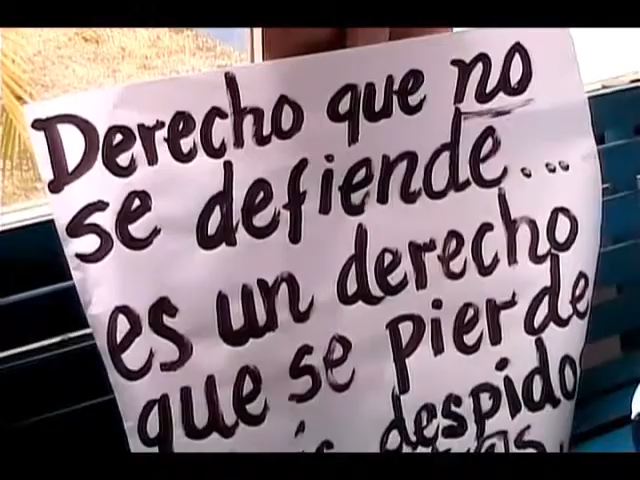 Derecho que no
se defiende...
es un derecho
que se pierde
despido